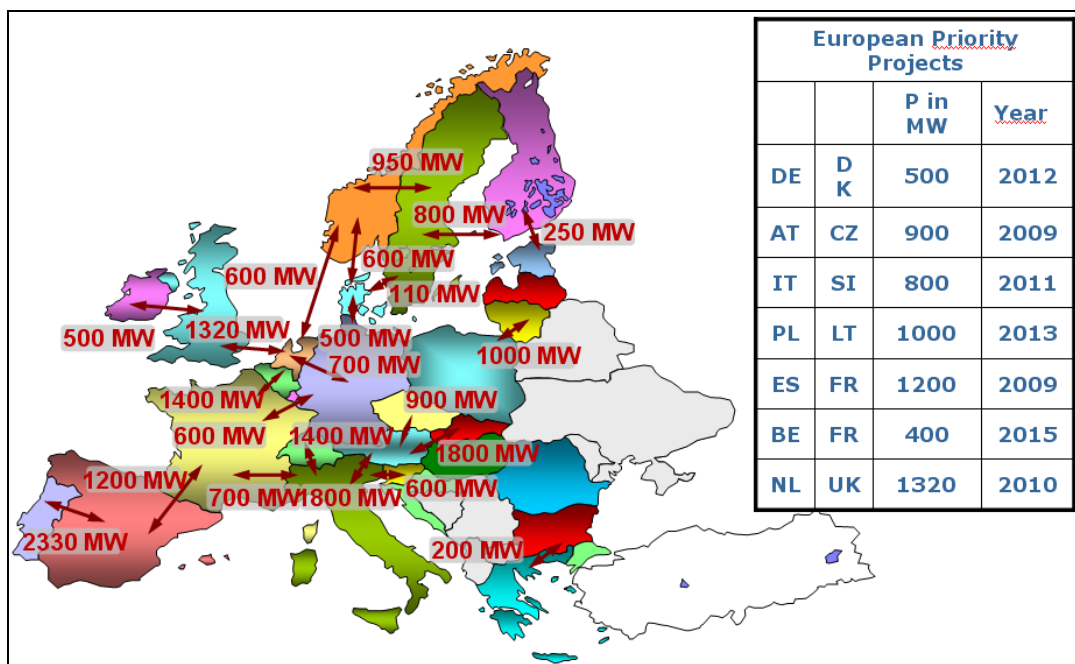 European Priority
Projects
P in
MW
Year
DE
D
K
500
2012
AT
CZ
900
2009
IT
SI
800
2011
PL
LT
1000
2013
ES
FR
1200
2009
BE
FR
400
2015
NL
UK
1320
2010
950 MW
800 MW
250 MW
600 MW
600 MW
110 MW
500 MW
1320 MW
500 MW
1000 MW
700 MW
1400 MW
900 MW
600 MW
1400 MW
1800 MW
1200 MW
700 MW
1800 MW
600 MW
2330 MW
200 MW